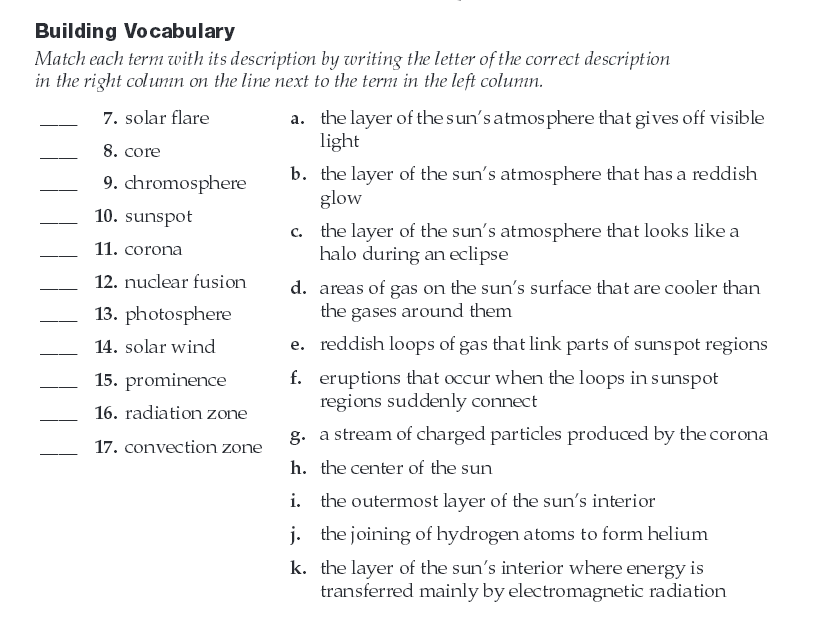 Building Vocabulary
Match each term with its description by writing the letter of the correct description
in the right column on the line next to the term in the left column.
____ 7. solar flare
____ 8. core
____ 9. chromosphere
____ 10. sunspot
____ 11. corona
____ 12. nuclear fusion
____ 13. photosphere
____ 14. solar wind
____ 15. prominence
____ 16. radiation zone
____ 17. convection zone
a. the layer of the sun's atmosphere that gives off visible
light
b. the layer of the sun's atmosphere that has a reddish
glow
c. the layer of the sun's atmosphere that looks like a
halo during an eclipse
d. areas of gas on the sun's surface that are cooler than
the gases around them
e. reddish loops of gas that link parts of sunspot regions
f. eruptions that occur when the loops in sunspot
regions suddenly connect
g. a stream of charged particles produced by the corona
h. the center of the sun
i. the outermost layer of the sun's interior
j. the joining of hydrogen atoms to form helium
k. the layer of the sun's interior where energy is
transferred mainly by electromagnetic radiation